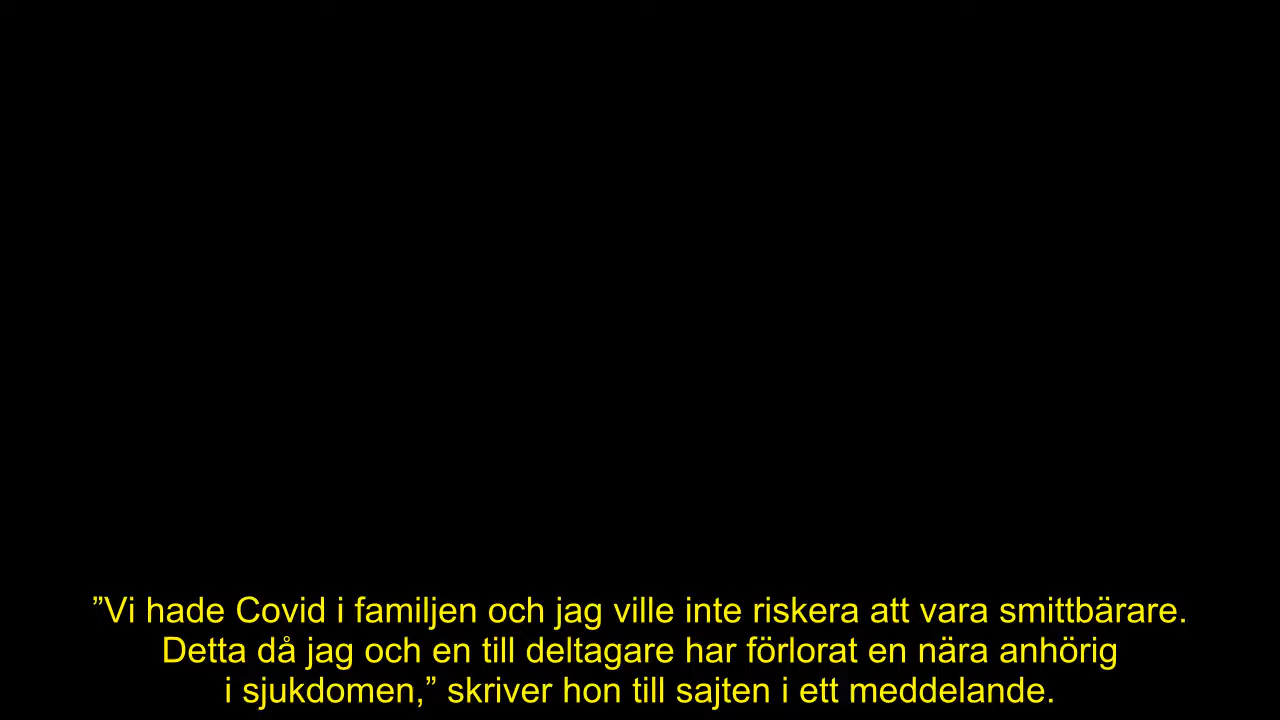 ”Vi hade Covid i familjen och jag ville inte riskera att vara smittbärare.
Detta då jag och en till deltagare har förlorat en nära anhörig
i sjukdomen,” skriver hon till sajten i ett meddelande.